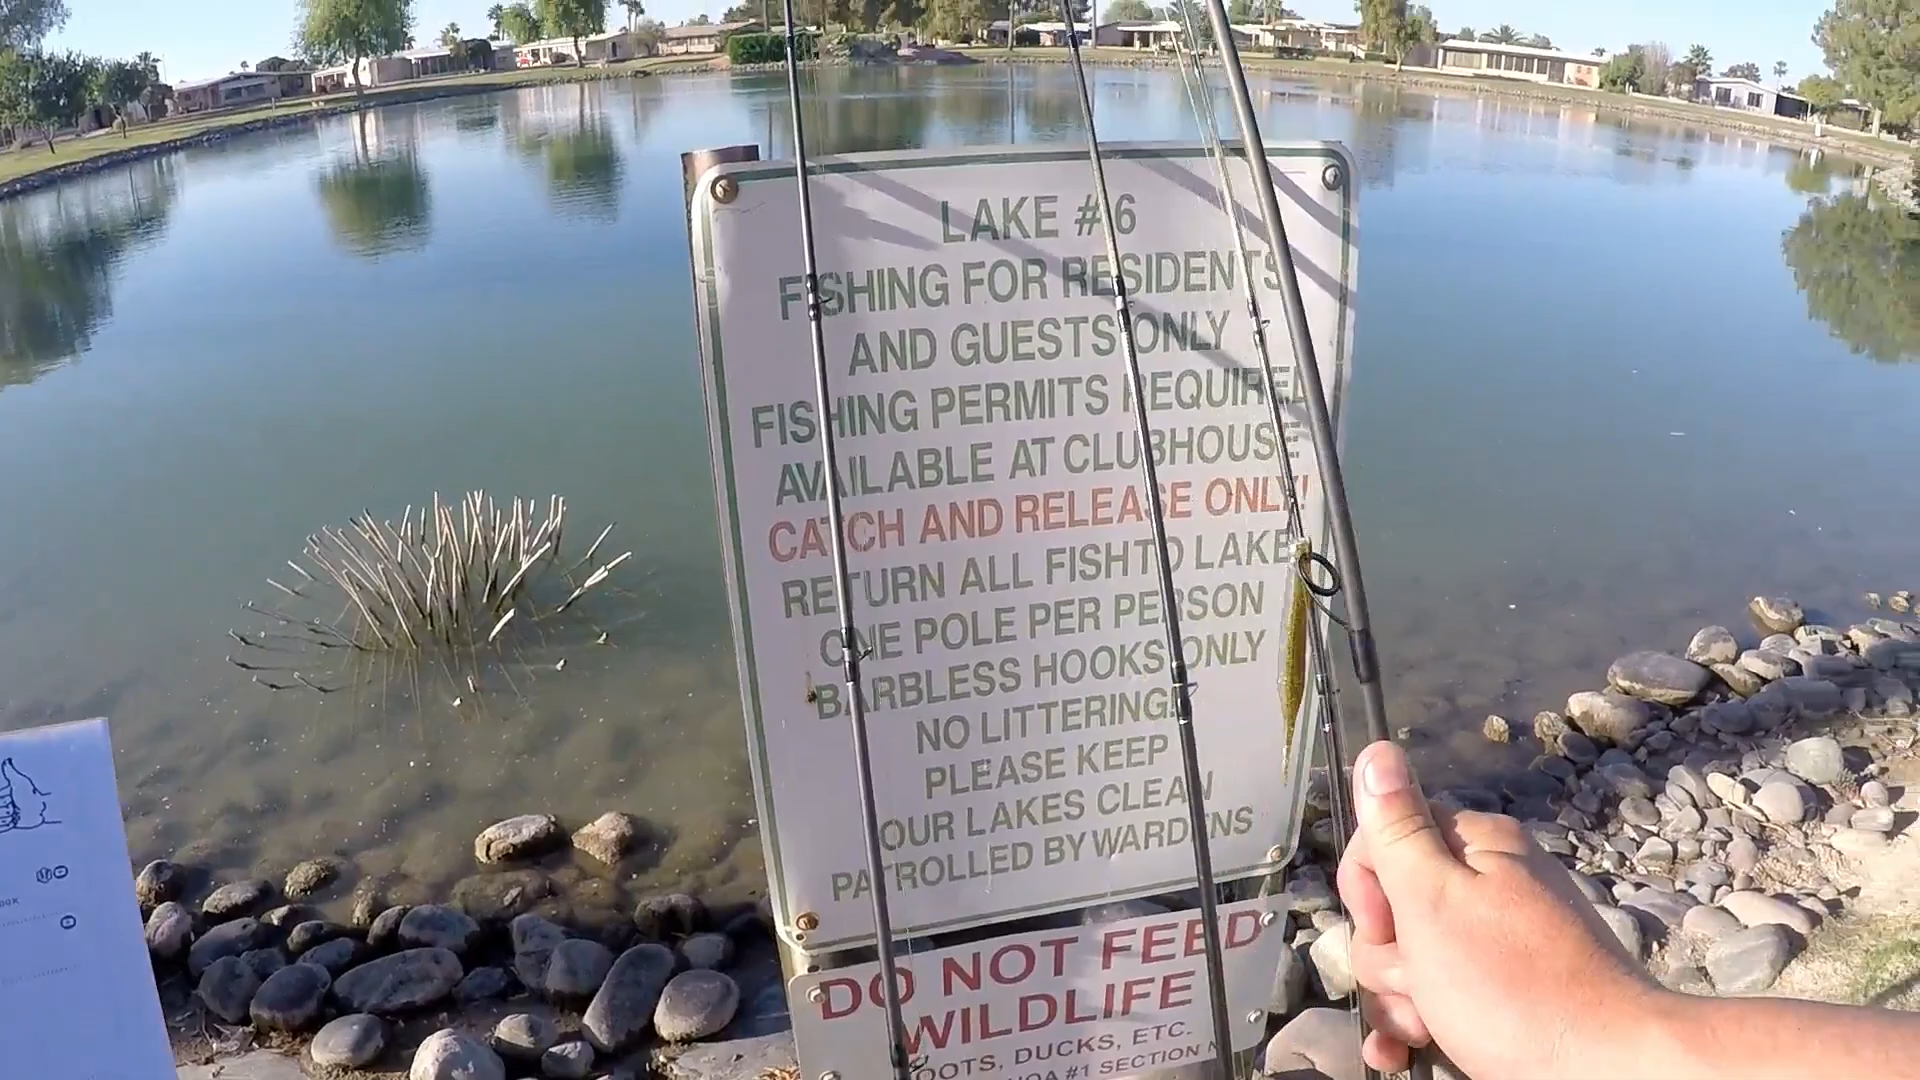 LAKE # 6
FISHING FOR RESIDENTS
AND GUESTS ONLY
FISHING PERMITS REQUIRED
AVAILABLE AT CLUBHOUSE
CATCH AND RELEASE ONLY!
RETURN ALL FISH TO LAKE
ONE POLE PER PERSON
BARBLESS HOOKS ONLY
NO LITTERING!
PLEASE KEEP
OUR LAKES CLEAN
PATROLLED BY WARDENS
DO NOT FEED
WILDLIFE
COOTS, DUCKS, ETC.
#1 SECTION